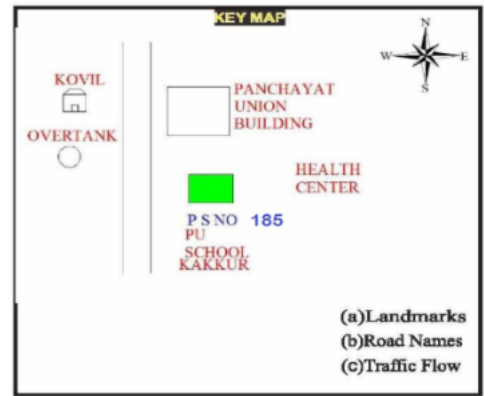 KEY MAP
N
W
E
S
KOVIL
OVERTANK
PANCHAYAT
UNION
BUILDING
HEALTH
CENTER
P S NO 185
PU
SCHOOL
KAKKUR
(a)Landmarks
(b)Road Names
(c)Traffic Flow